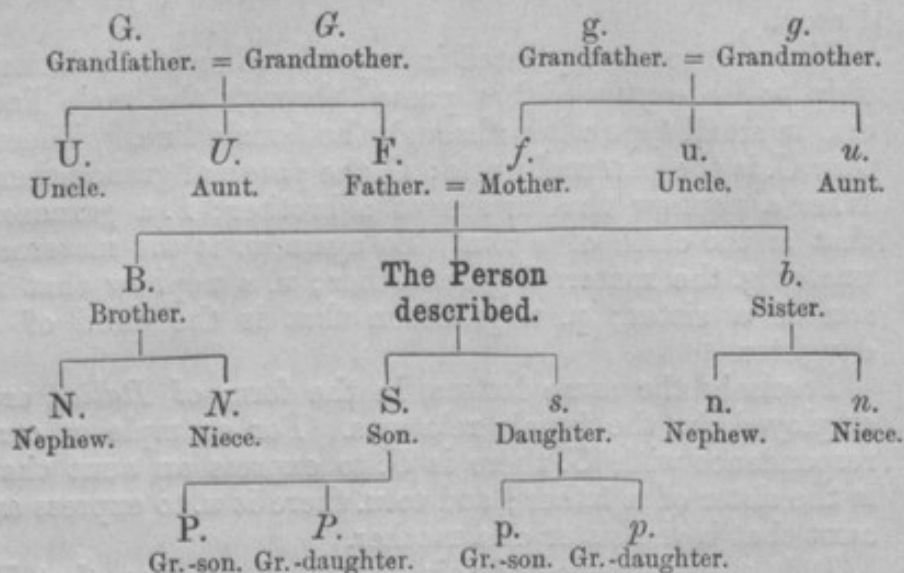 G. G. g. g.
Grandfather. = Grandmother. Grandfather. = Grandmother.
U. U. F. f. u. u.
Uncle. Aunt. Father. = Mother. Uncle. Aunt.
B. The Person described. b.
Brother. Sister.
N. N. S. s. n. n.
Nephew. Niece. Son. Daughter. Nephew. Niece.
P. P. p. p.
Gr.-son. Gr.-daughter. Gr.-son. Gr.-daughter.